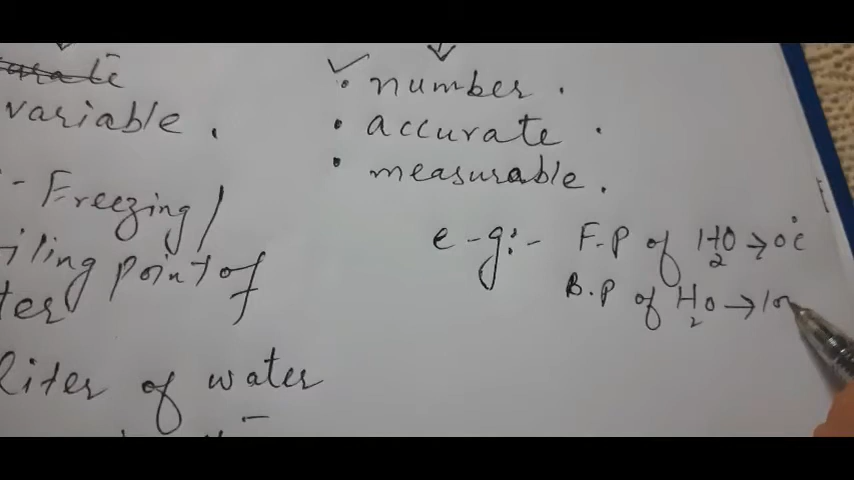 variable .
- Freezing/
iling point of
ter
liter of water
• number .
• accurate .
• measurable .
e-g:- F.P of H2O → 0°C
B.P of H2O → 10